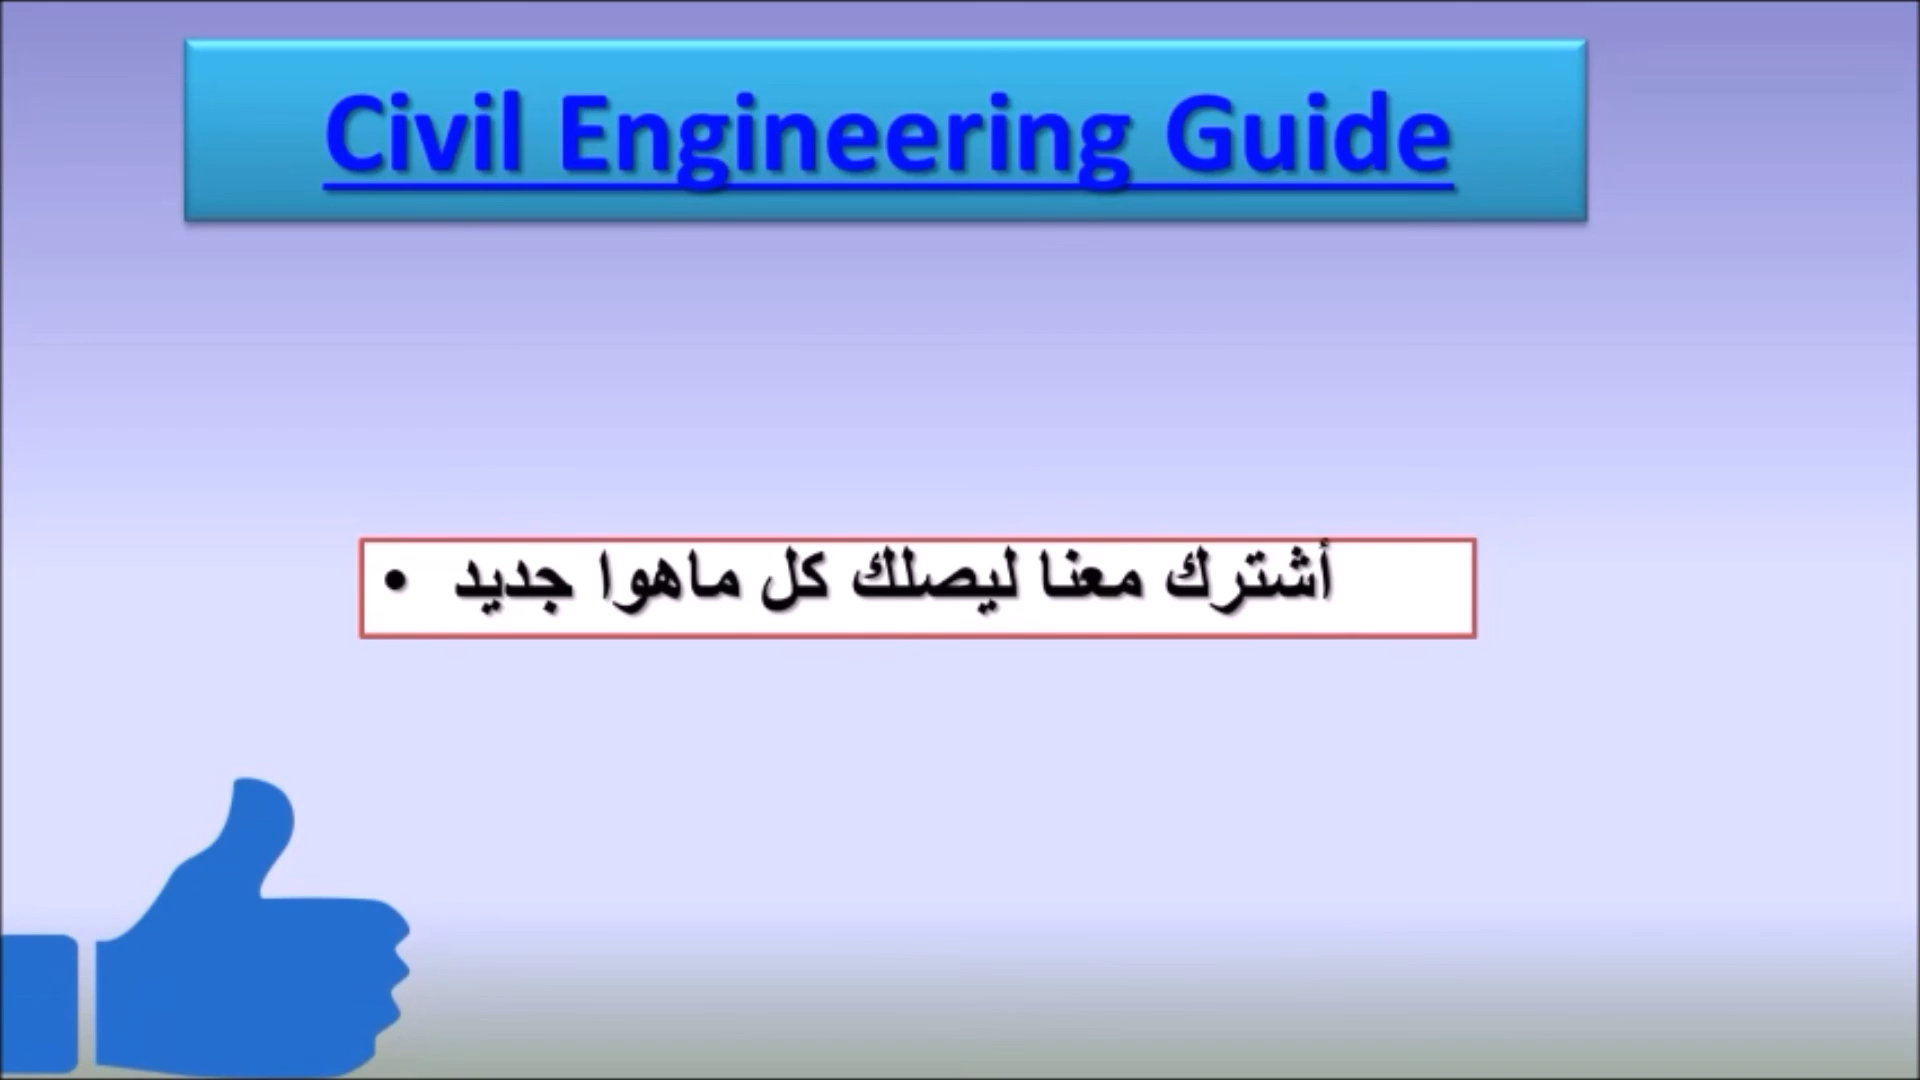 Civil Engineering Guide
• أشترك معنا ليصلك كل ماهوا جديد